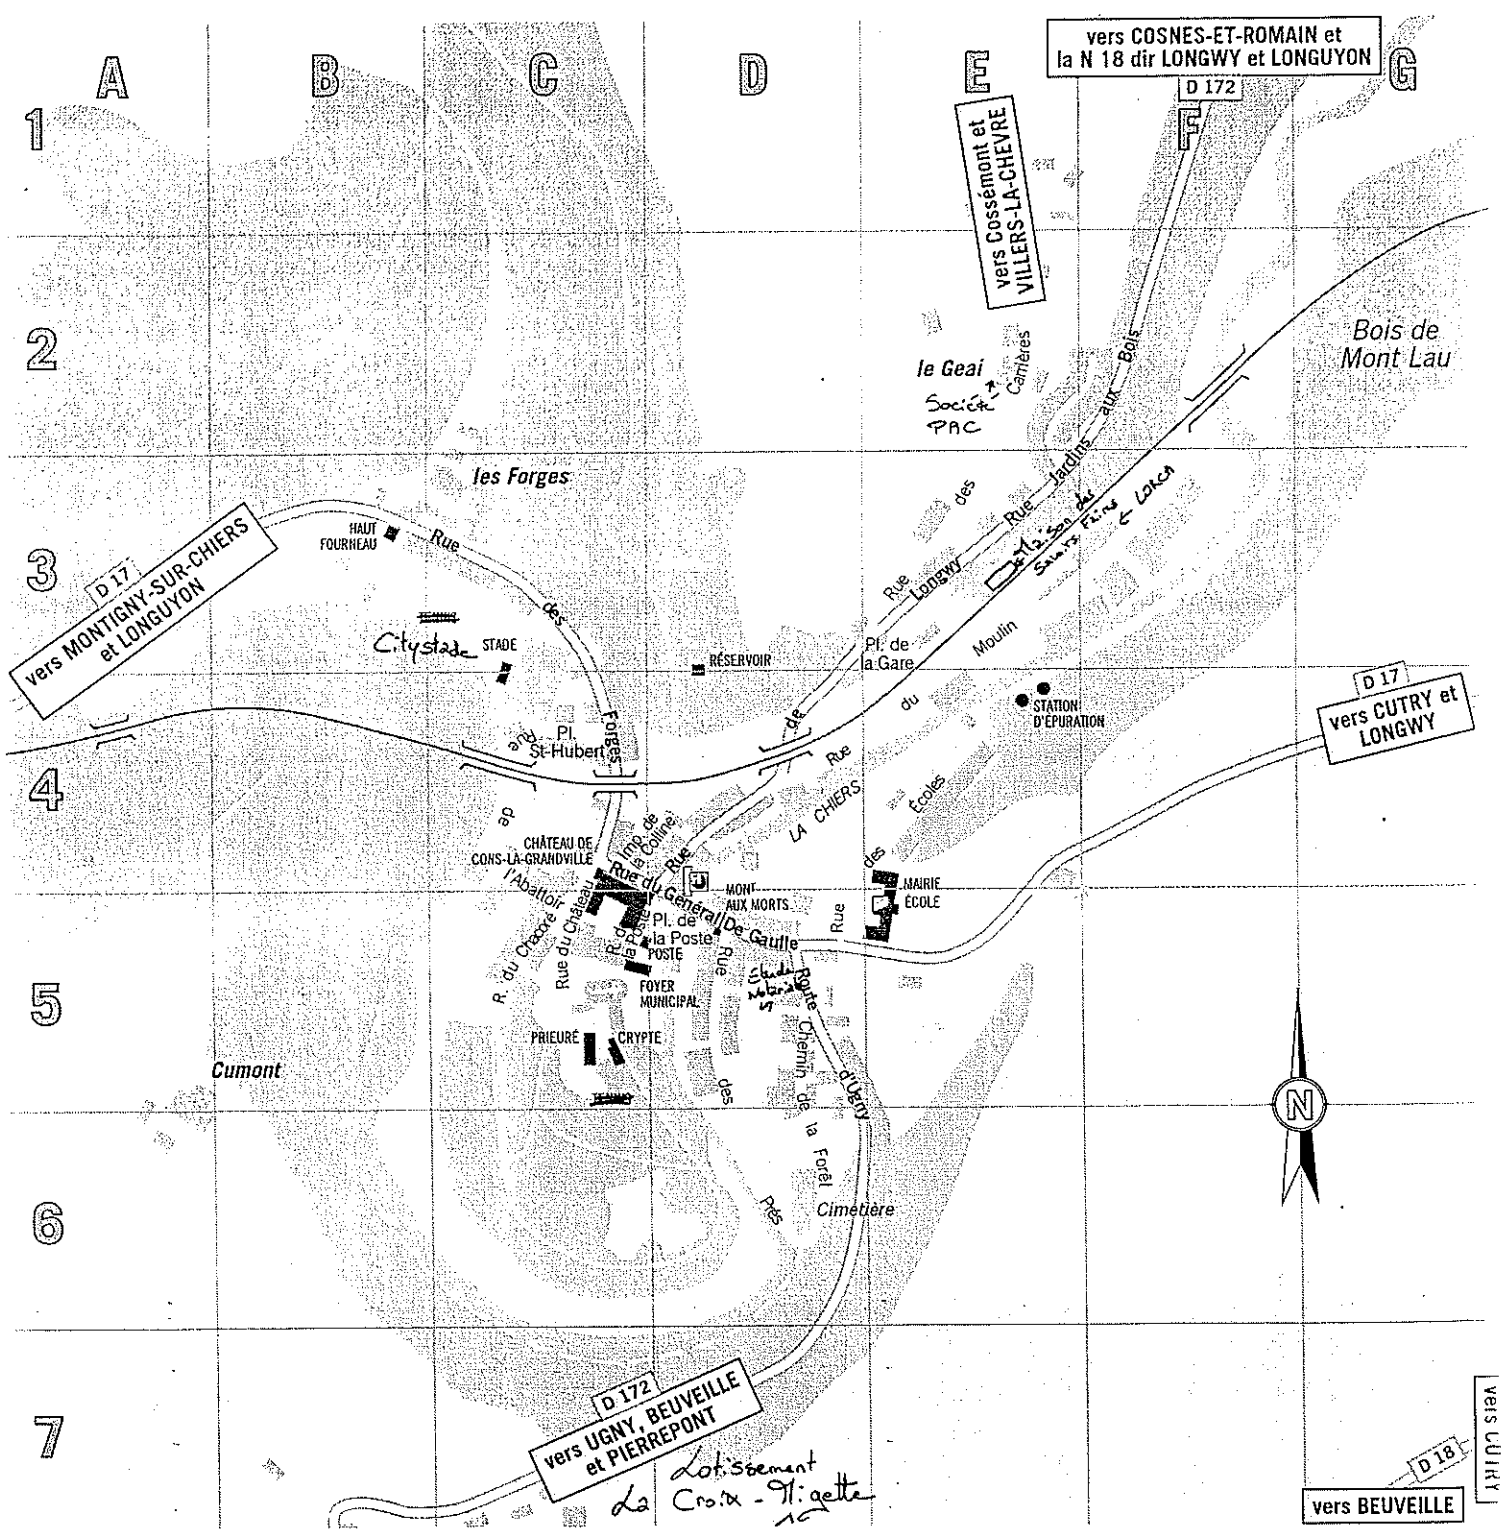 A
B
C
D
E
F
G
1
2
3
4
5
6
7
vers COSNES-ET-ROMAIN et
la N 18 dir LONGWY et LONGUYON
D 172
vers Cossémont et
VILLERS-LA-CHEVRE
Bois de
Mont Lau
le Geai
Société
PAC
Carrières
des
Rue
Rue
Jardins
aux
Bois
les Forges
HAUT
FOURNEAU
Rue
des
Forges
D 17
vers MONTIGNY-SUR-CHIERS
et LONGUYON
Citystade
STADE
RÉSERVOIR
Longwy
de
Rue
Maison des
Savoirs Faire
← LORCA
Pl. de
la Gare
Moulin
du
Rue
STATION
D'ÉPURATION
D 17
vers CUTRY et
LONGWY
Pl.
St-Hubert
Rue
de
l'Abattoir
LA CHIERS
Écoles
des
Rue
CHÂTEAU DE
CONS-LA-GRANDVILLE
Imp. de
la Colline
Rue du Général De Gaulle
MONT
AUX MORTS
MAIRIE
ÉCOLE
R. du Chacoré
Rue du Château
R. de
la Poste
Pl. de
la Poste
POSTE
FOYER
MUNICIPAL
Rue
des
Prés
Étude
Notariale
Route
d'Ugny
Chemin de la Forêt
PRIEURÉ
CRYPTE
Cumont
N
Cimetière
D 172
vers UGNY, BEUVEILLE
et PIERREPONT
Lotissement
La Croix - Migette
vers CUTRY
D 18
vers BEUVEILLE